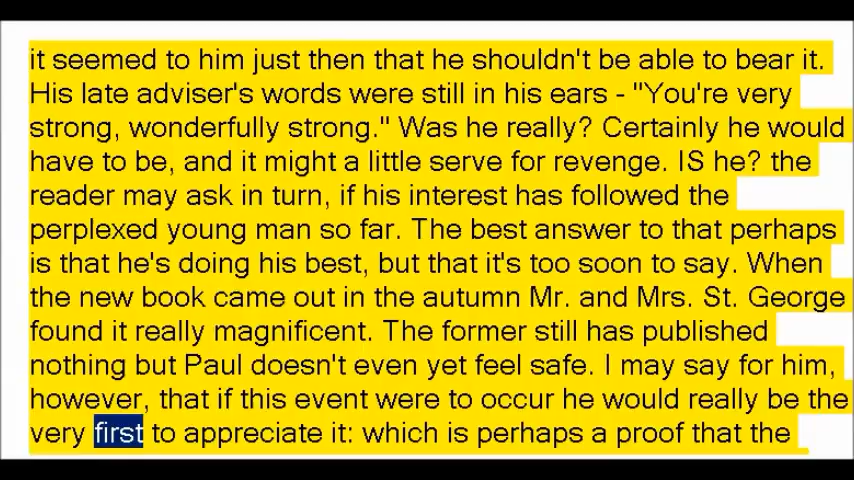 it seemed to him just then that he shouldn't be able to bear it.
His late adviser's words were still in his ears - "You're very
strong, wonderfully strong." Was he really? Certainly he would
have to be, and it might a little serve for revenge. IS he? the
reader may ask in turn, if his interest has followed the
perplexed young man so far. The best answer to that perhaps
is that he's doing his best, but that it's too soon to say. When
the new book came out in the autumn Mr. and Mrs. St. George
found it really magnificent. The former still has published
nothing but Paul doesn't even yet feel safe. I may say for him,
however, that if this event were to occur he would really be the
very first to appreciate it: which is perhaps a proof that the